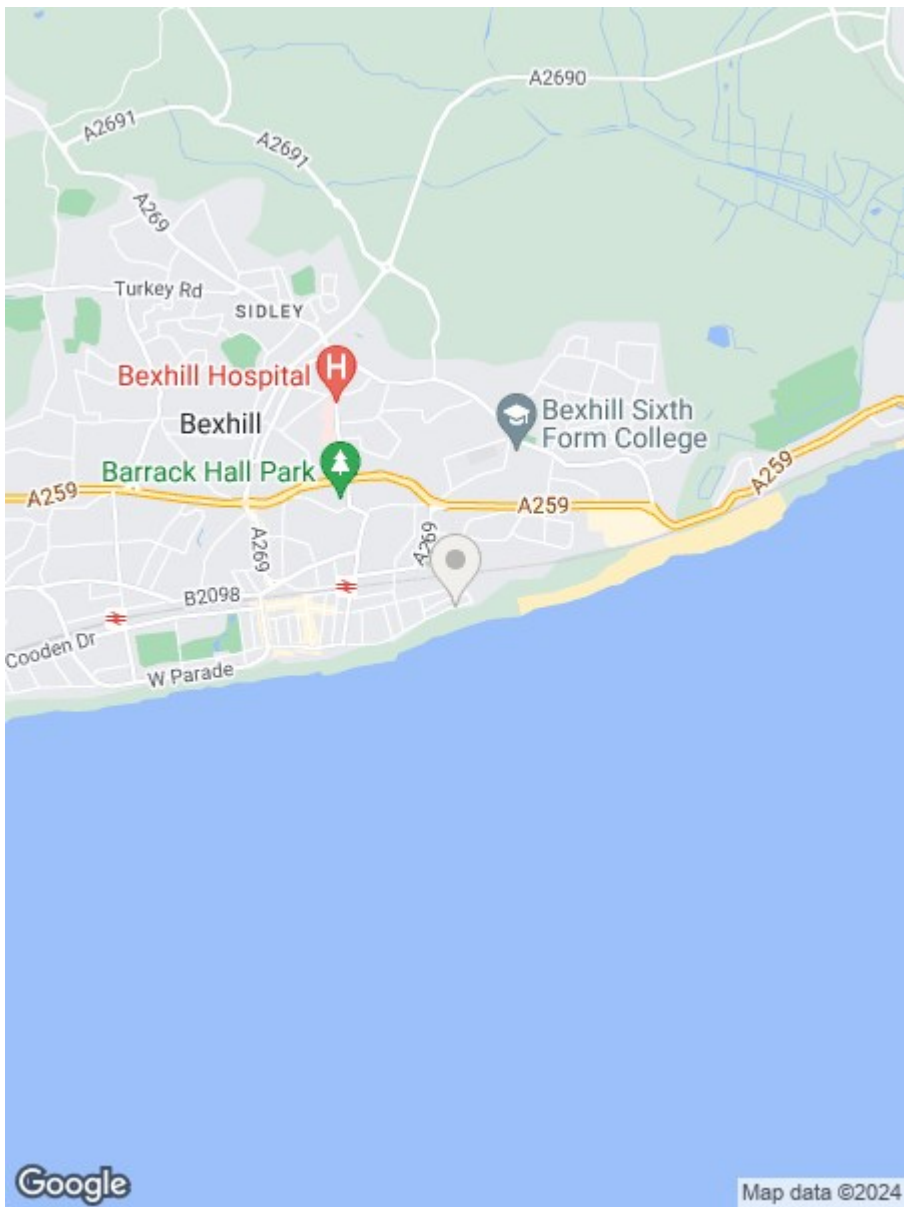 A2690
A2691
A2691
A269
Turkey Rd
SIDLEY
H
Bexhill Hospital
Bexhill
Bexhill Sixth
Form College
Barrack Hall Park
A259
A259
A259
A269
A269
B2098
Cooden Dr
W Parade
Google
Map data ©2024